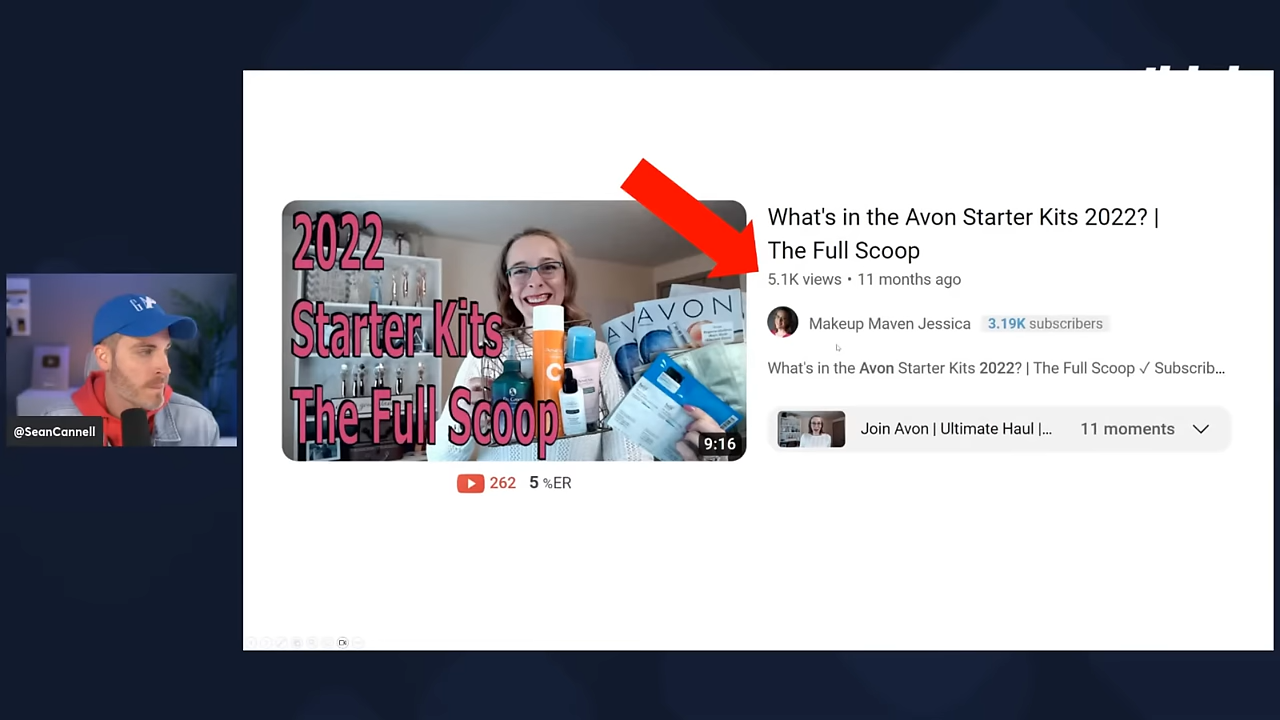 2022
Starter Kits
The Full Scoop
AVON
9:16
262 5 %ER
What's in the Avon Starter Kits 2022? |
The Full Scoop
5.1K views • 11 months ago
Makeup Maven Jessica 3.19K subscribers
What's in the Avon Starter Kits 2022? | The Full Scoop ✓ Subscrib...
Join Avon | Ultimate Haul |... 11 moments
@SeanCannell